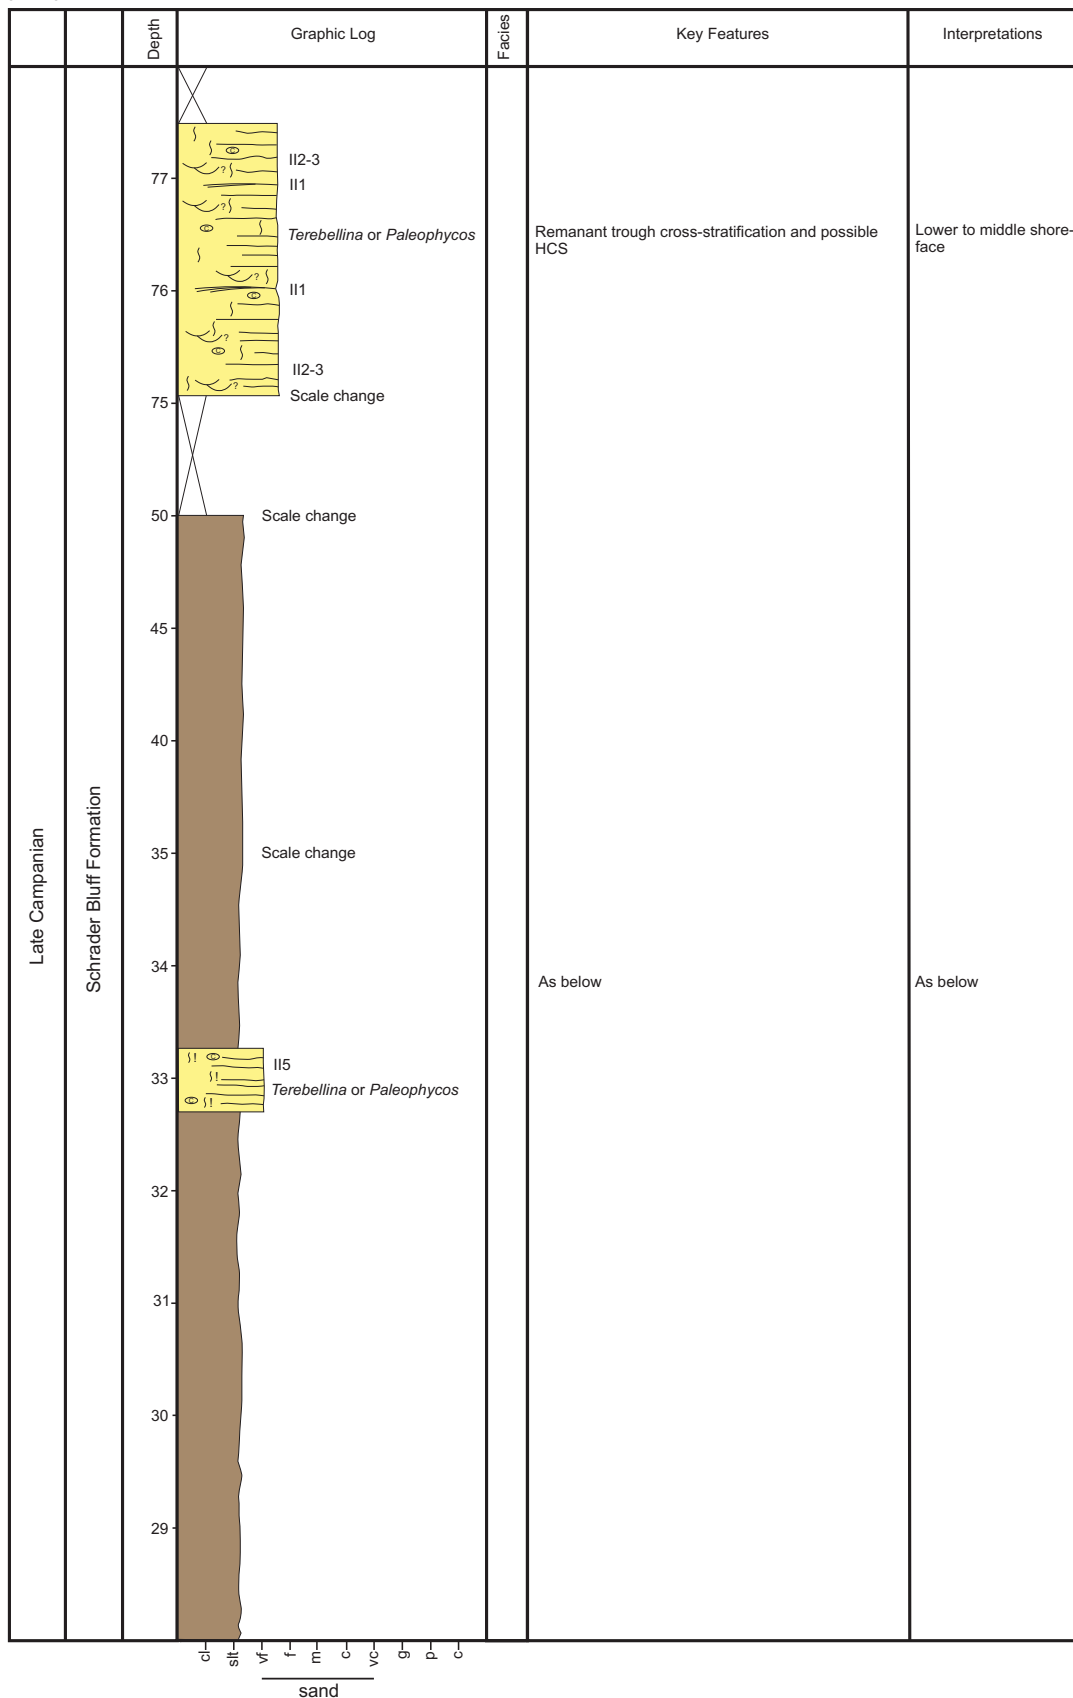 Depth
Graphic Log
Facies
Key Features
Interpretations
II2-3
77
II1
Terebellina or Paleophycos
Remanant trough cross-stratification and possible
HCS
Lower to middle shore-
face
76
II1
II2-3
75
Scale change
50
Scale change
45
40
35
Scale change
Late Campanian
Schrader Bluff Formation
34
As below
As below
II5
33
Terebellina or Paleophycos
32
31
30
29
cl
slt
vf
f
m
c
vc
g
p
c
sand